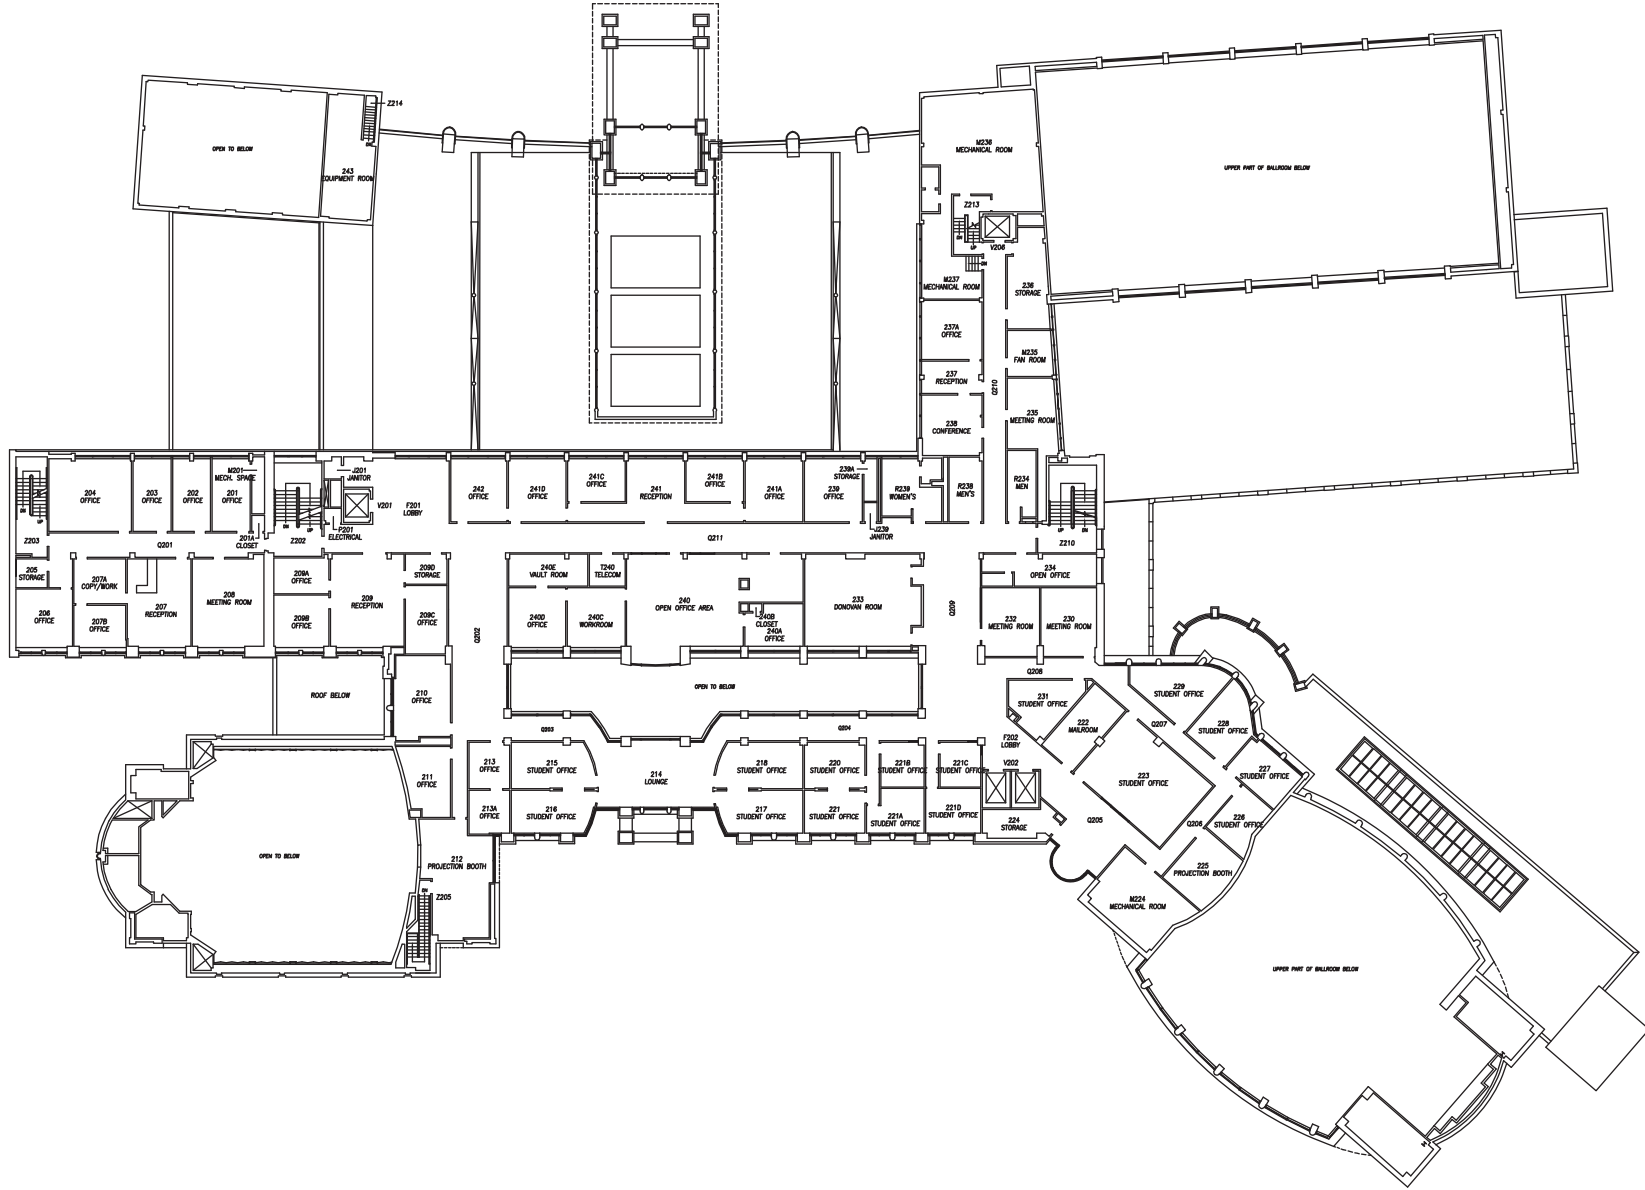 Z214
OPEN TO BELOW
243
EQUIPMENT ROOM
DN
M236
MECHANICAL ROOM
UPPER PART OF BALLROOM BELOW
Z213
DN
UP
V206
DN
M237
MECHANICAL ROOM
236
STORAGE
237A
OFFICE
M235
FAN ROOM
237
RECEPTION
Q210
238
CONFERENCE
235
MEETING ROOM
204
OFFICE
203
OFFICE
202
OFFICE
M201
MECH. SPACE
201
OFFICE
J201
JANITOR
V201
F201
LOBBY
242
OFFICE
241D
OFFICE
241C
OFFICE
241
RECEPTION
241B
OFFICE
241A
OFFICE
239
OFFICE
239A
STORAGE
R239
WOMEN'S
R238
MEN'S
R234
MEN
DN
UP
DN
UP
UP
DN
P201
ELECTRICAL
J239
JANITOR
Z203
Q201
201A
CLOSET
Z202
Q211
Z210
205
STORAGE
207A
COPY/WORK
207
RECEPTION
208
MEETING ROOM
209A
OFFICE
209
RECEPTION
209D
STORAGE
240E
VAULT ROOM
T240
TELECOM
240
OPEN OFFICE AREA
233
DONOVAN ROOM
234
OPEN OFFICE
206
OFFICE
207B
OFFICE
209B
OFFICE
209C
OFFICE
Q202
240D
OFFICE
240C
WORKROOM
240B
CLOSET
240A
OFFICE
Q209
232
MEETING ROOM
230
MEETING ROOM
ROOF BELOW
210
OFFICE
OPEN TO BELOW
Q208
231
STUDENT OFFICE
229
STUDENT OFFICE
222
MAILROOM
Q207
228
STUDENT OFFICE
Q203
Q204
F202
LOBBY
211
OFFICE
213
OFFICE
215
STUDENT OFFICE
214
LOUNGE
218
STUDENT OFFICE
220
STUDENT OFFICE
221B
STUDENT OFFICE
221C
STUDENT OFFICE
V202
223
STUDENT OFFICE
227
STUDENT OFFICE
213A
OFFICE
216
STUDENT OFFICE
217
STUDENT OFFICE
221
STUDENT OFFICE
221A
STUDENT OFFICE
221D
STUDENT OFFICE
224
STORAGE
Q205
Q206
226
STUDENT OFFICE
OPEN TO BELOW
212
PROJECTION BOOTH
DN
Z205
225
PROJECTION BOOTH
M224
MECHANICAL ROOM
UPPER PART OF BALLROOM BELOW